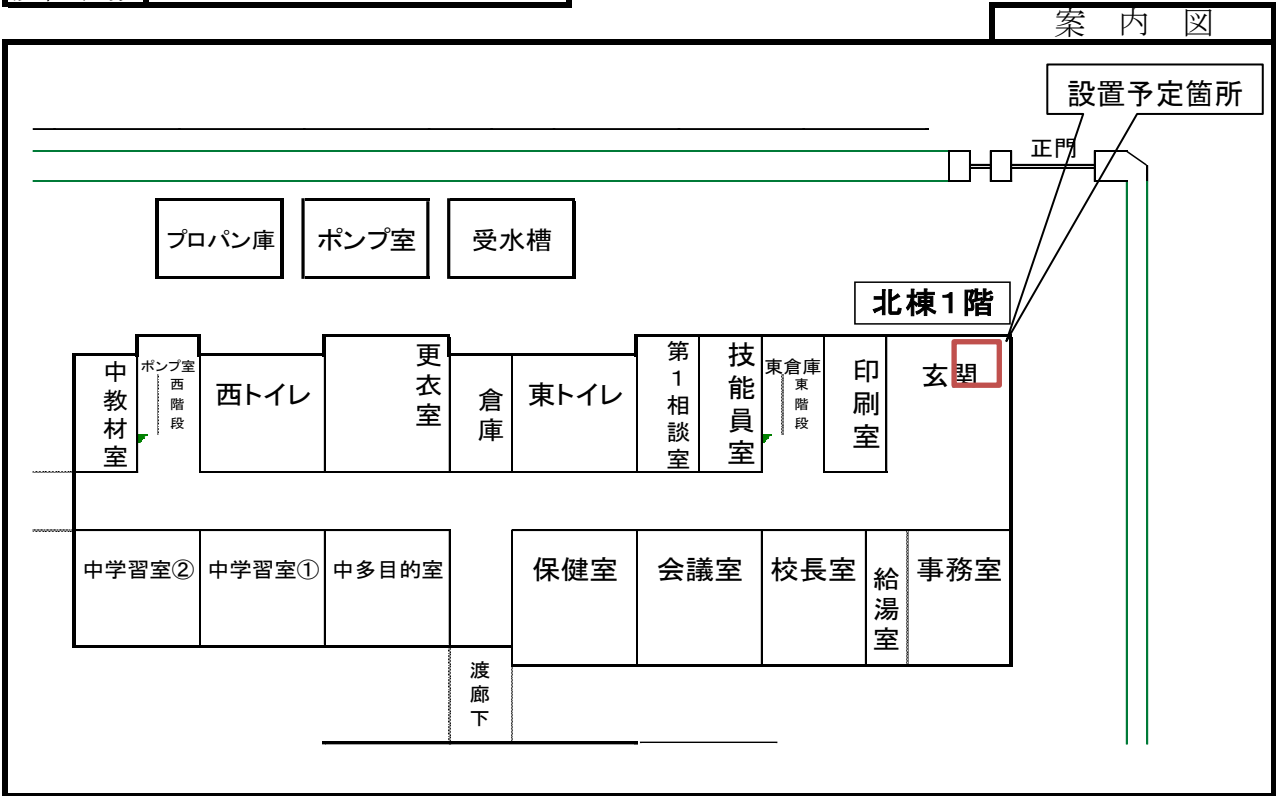 案内図
設置予定箇所
正門
プロパン庫
ポンプ室
受水槽
北棟1階
中教材室
ポンプ室
西階段
西トイレ
更衣室
倉庫
東トイレ
第1相談室
技能員室
東倉庫
東階段
印刷室
玄関
中学習室②
中学習室①
中多目的室
保健室
会議室
校長室
給湯室
事務室
渡廊下